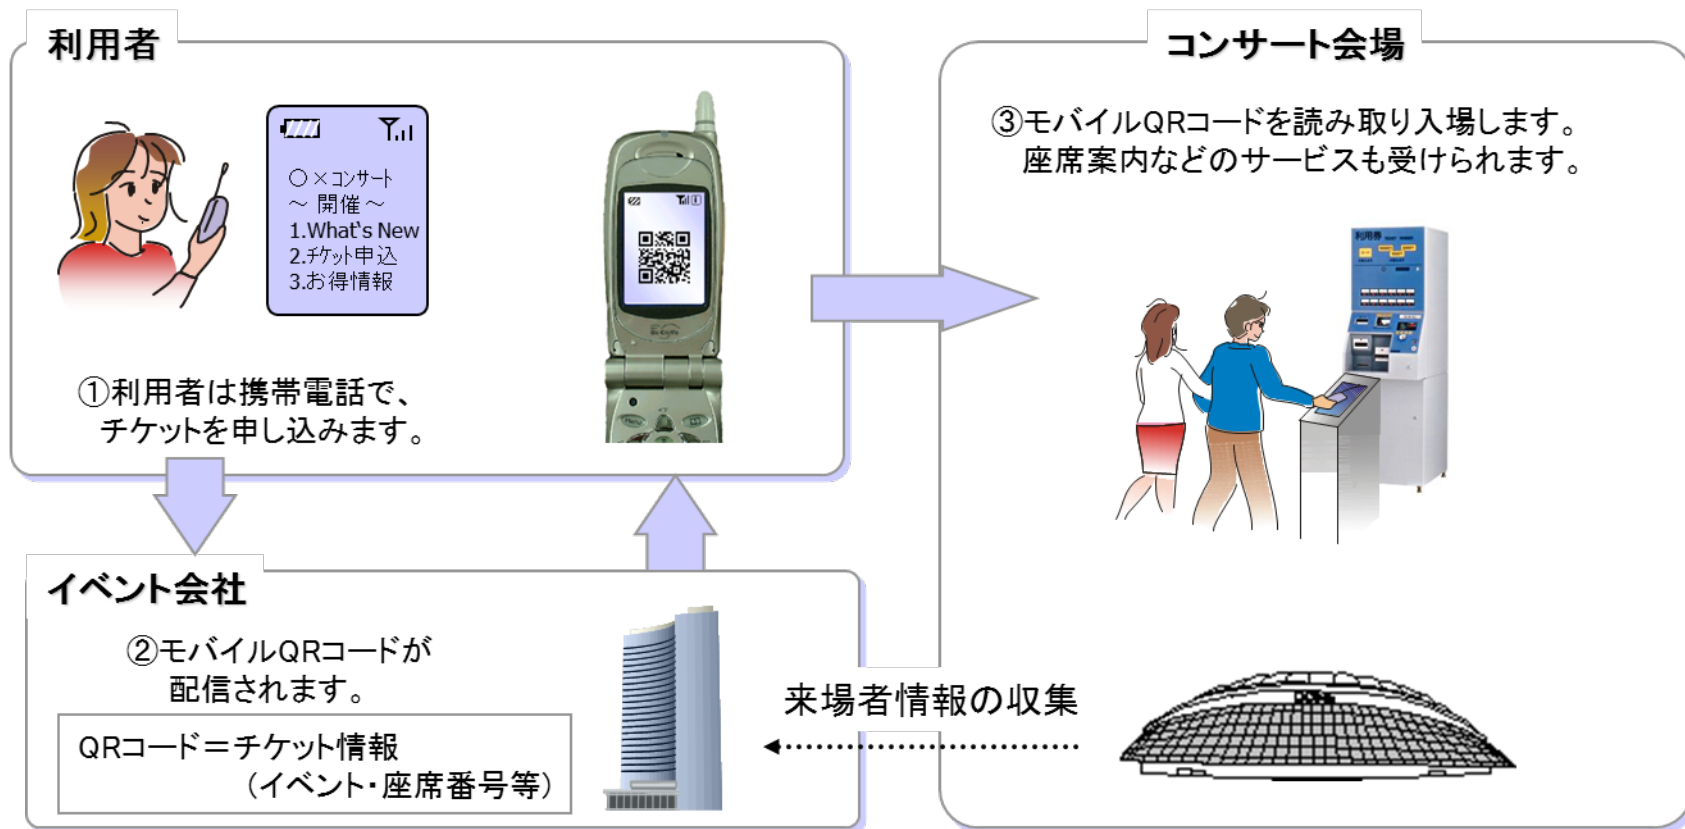 利用者
○×コンサート
～ 開催 ～
1.What's New
2.チケット申込
3.お得情報
①利用者は携帯電話で、
チケットを申し込みます。
イベント会社
②モバイルQRコードが
配信されます。
QRコード＝チケット情報
（イベント・座席番号等）
コンサート会場
③モバイルQRコードを読み取り入場します。
座席案内などのサービスも受けられます。
利用券
来場者情報の収集